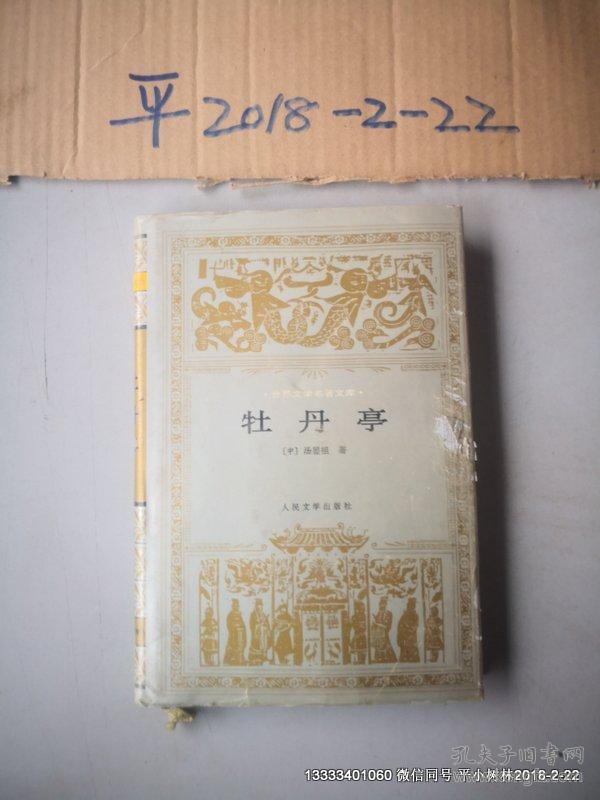 平2018-2-22
·世界文学名著文库·
牡丹亭
〔中〕汤显祖 著
人民文学出版社
孔夫子旧书网
13333401060 微信同号 平小树林2018-2-22